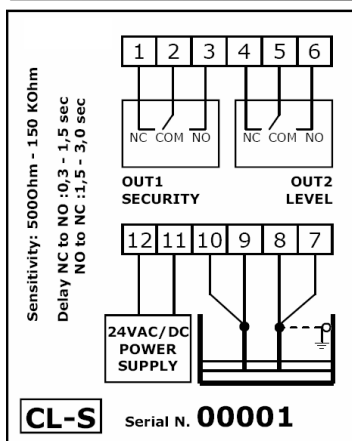 1 2 3 4 5 6
NC COM NO NC COM NO
OUT1 SECURITY
OUT2 LEVEL
Sensitivity: 500Ohm - 150 KOhm
Delay NC to NO :0,3 - 1,5 sec
NO to NC :1,5 - 3,0 sec
12 11 10 9 8 7
24VAC/DC
POWER
SUPPLY
CL-S Serial N. 00001